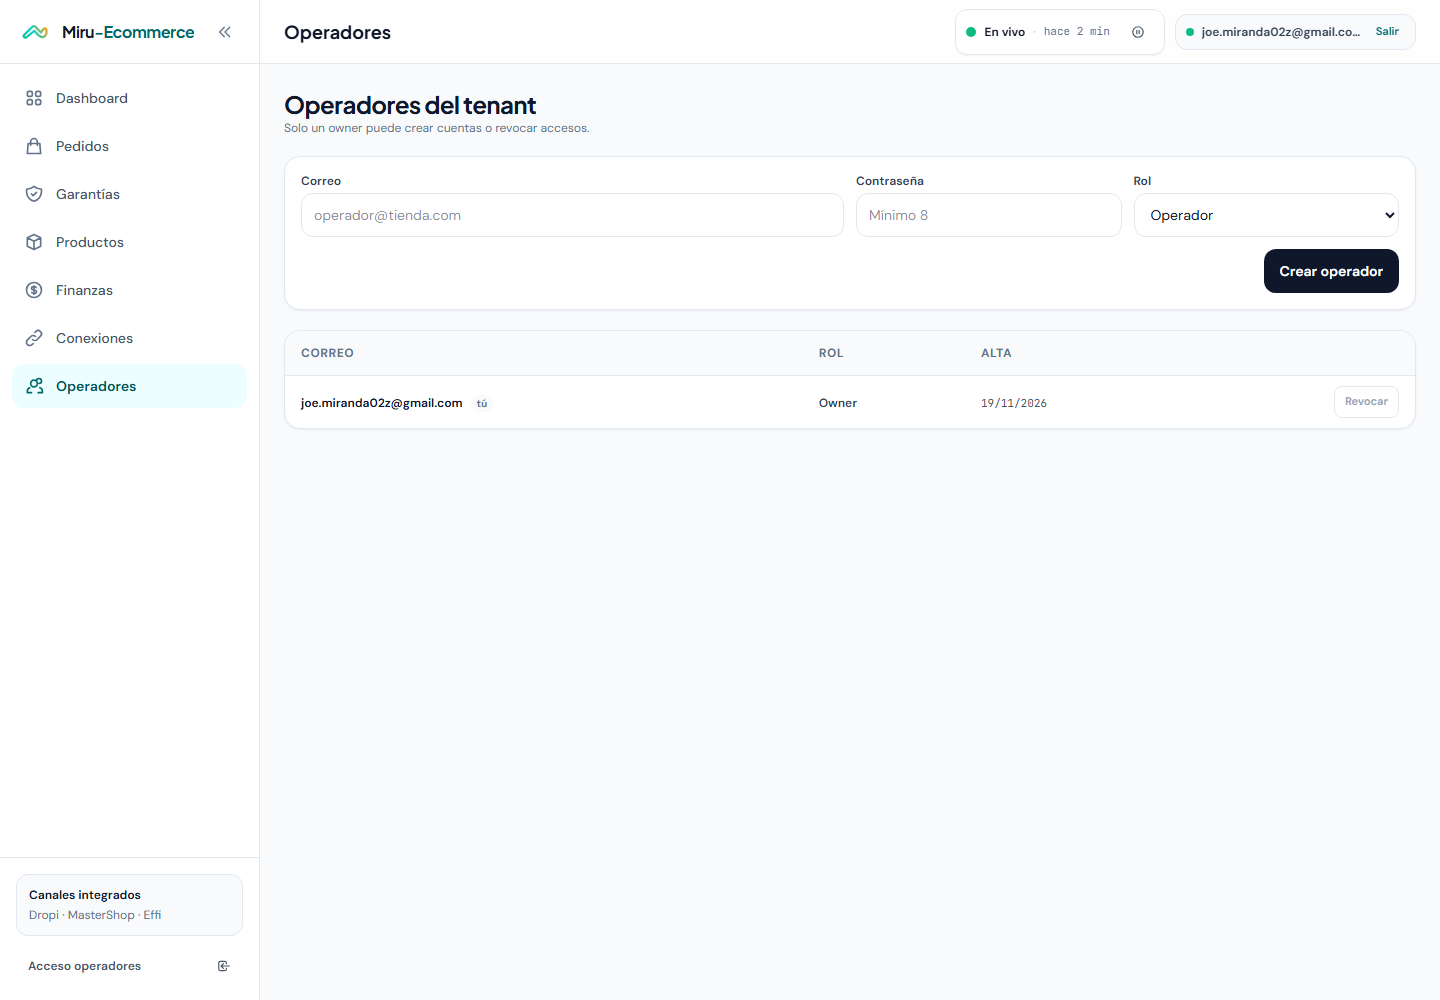 Miru-Ecommerce
Operadores
En vivo · hace 2 min
joe.miranda02z@gmail.co... Salir
Dashboard
Pedidos
Garantías
Productos
Finanzas
Conexiones
Operadores
Operadores del tenant
Solo un owner puede crear cuentas o revocar accesos.
Correo Contraseña Rol
operador@tienda.com Mínimo 8 Operador
Crear operador
CORREO ROL ALTA
joe.miranda02z@gmail.com tú Owner 19/11/2026 Revocar
Canales integrados
Dropi · MasterShop · Effi
Acceso operadores